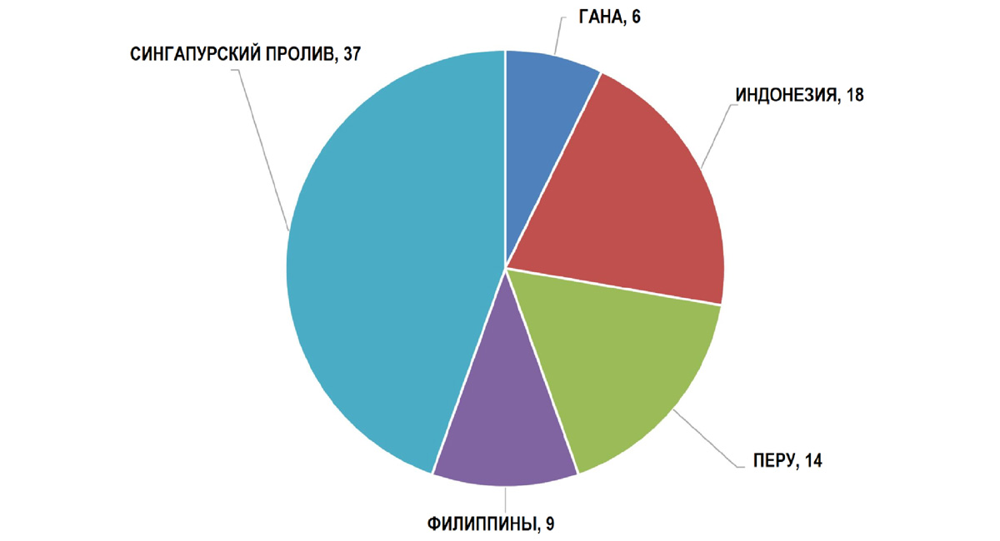 ГАНА, 6
СИНГАПУРСКИЙ ПРОЛИВ, 37
ИНДОНЕЗИЯ, 18
ПЕРУ, 14
ФИЛИППИНЫ, 9